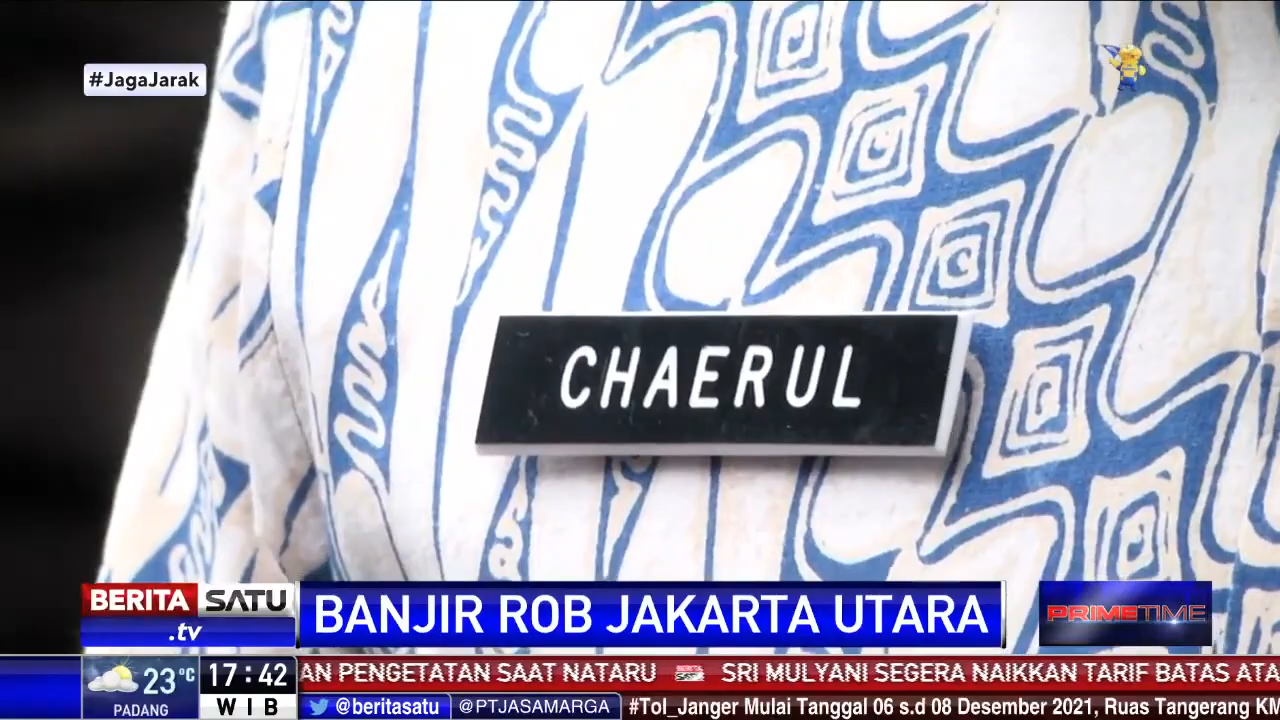 #JagaJarak
CHAERUL
BERITA SATU
.tv
BANJIR ROB JAKARTA UTARA
PRIMETIME
23°C
PADANG
17:42
WIB
AN PENGETATAN SAAT NATARU SRI MULYANI SEGERA NAIKKAN TARIF BATAS ATA
@beritasatu
@PTJASAMARGA
#Tol_Janger Mulai Tanggal 06 s.d 08 Desember 2021, Ruas Tangerang KM